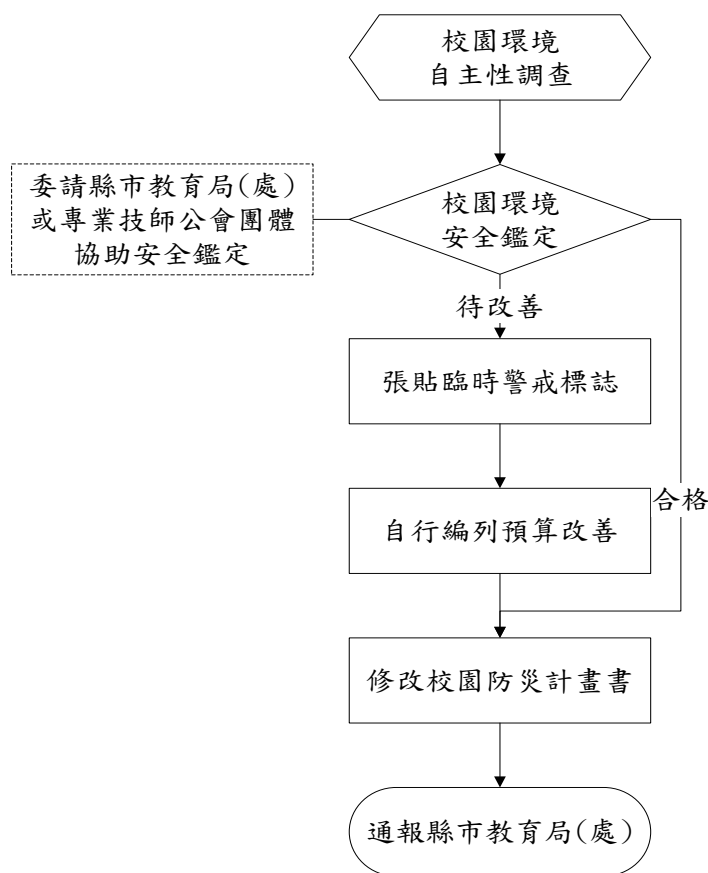 校園環境
自主性調查
委請縣市教育局(處)
或專業技師公會團體
協助安全鑑定
校園環境
安全鑑定
待改善
張貼臨時警戒標誌
合格
自行編列預算改善
修改校園防災計畫書
通報縣市教育局(處)